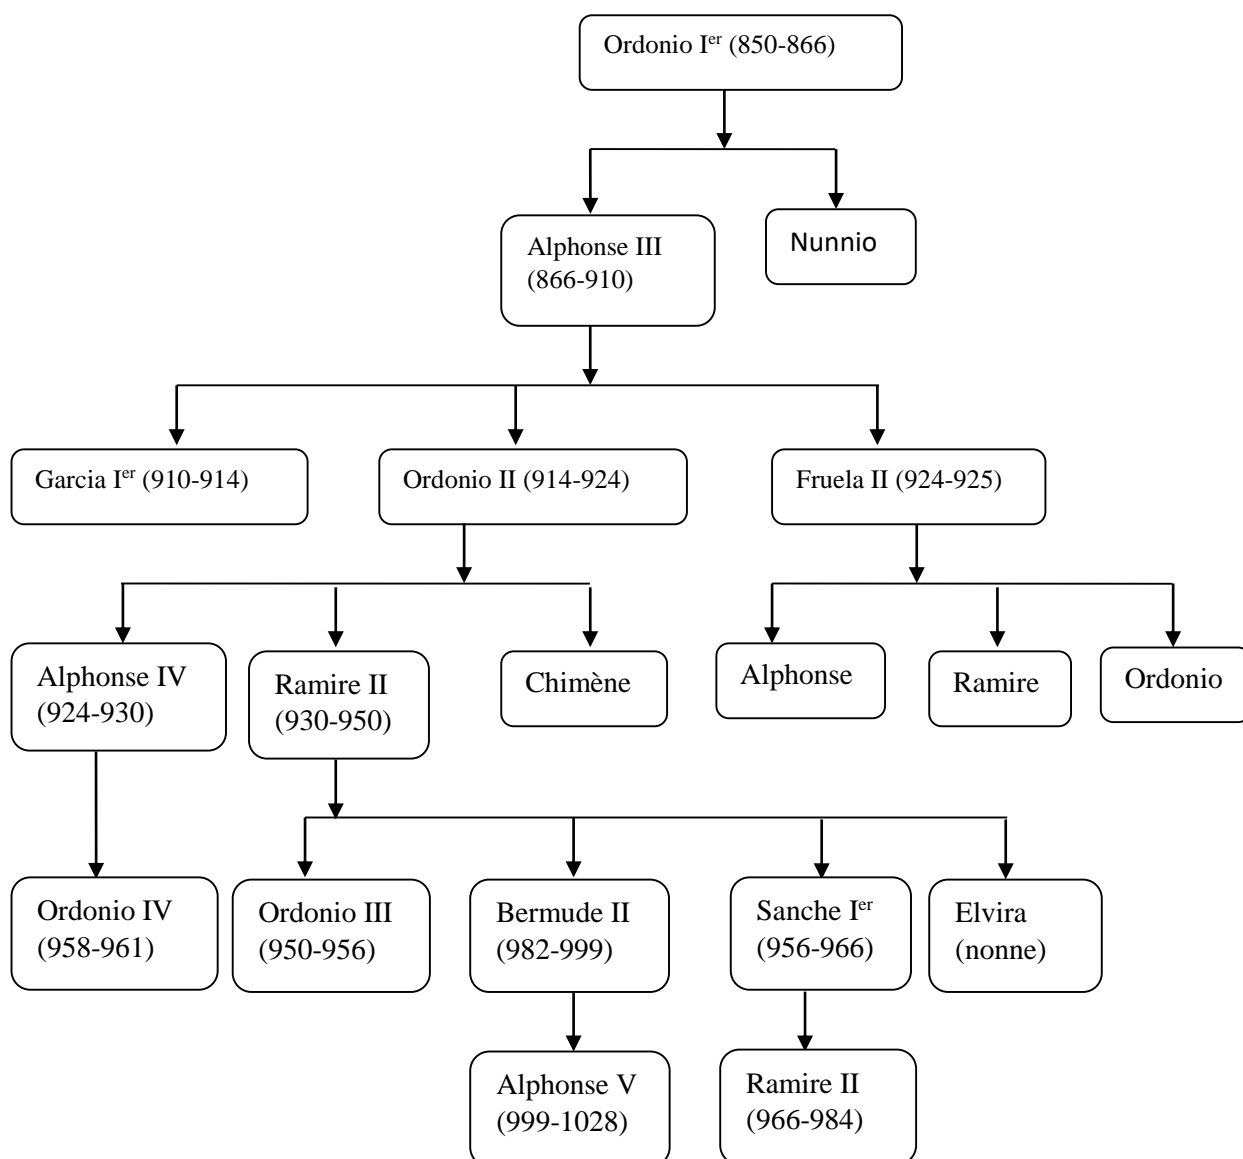 Ordonio Iᵉʳ (850-866)
Alphonse III
(866-910)
Nunnio
Garcia Iᵉʳ (910-914)
Ordonio II (914-924)
Fruela II (924-925)
Alphonse IV
(924-930)
Ramire II
(930-950)
Chimène
Alphonse
Ramire
Ordonio
Ordonio IV
(958-961)
Ordonio III
(950-956)
Bermude II
(982-999)
Sanche Iᵉʳ
(956-966)
Elvira
(nonne)
Alphonse V
(999-1028)
Ramire II
(966-984)